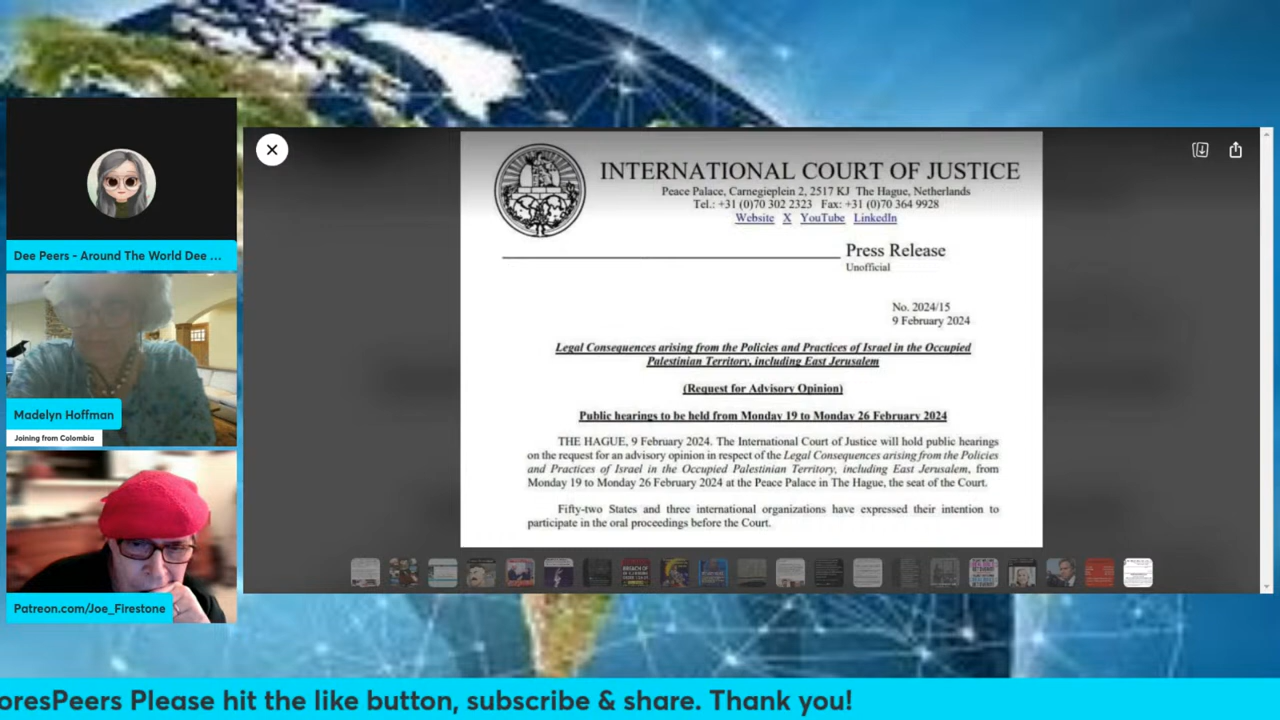 Dee Peers - Around The World Dee ...
Madelyn Hoffman
Joining from Colombia
Patreon.com/Joe_Firestone
INTERNATIONAL COURT OF JUSTICE
Peace Palace, Carnegieplein 2, 2517 KJ The Hague, Netherlands
Tel.: +31 (0)70 302 2323 Fax: +31 (0)70 364 9928
Website X YouTube LinkedIn
Press Release
Unofficial
No. 2024/15
9 February 2024
Legal Consequences arising from the Policies and Practices of Israel in the Occupied
Palestinian Territory, including East Jerusalem
(Request for Advisory Opinion)
Public hearings to be held from Monday 19 to Monday 26 February 2024
THE HAGUE, 9 February 2024. The International Court of Justice will hold public hearings
on the request for an advisory opinion in respect of the Legal Consequences arising from the Policies
and Practices of Israel in the Occupied Palestinian Territory, including East Jerusalem, from
Monday 19 to Monday 26 February 2024 at the Peace Palace in The Hague, the seat of the Court.
Fifty-two States and three international organizations have expressed their intention to
participate in the oral proceedings before the Court.
oresPeers Please hit the like button, subscribe & share. Thank you!